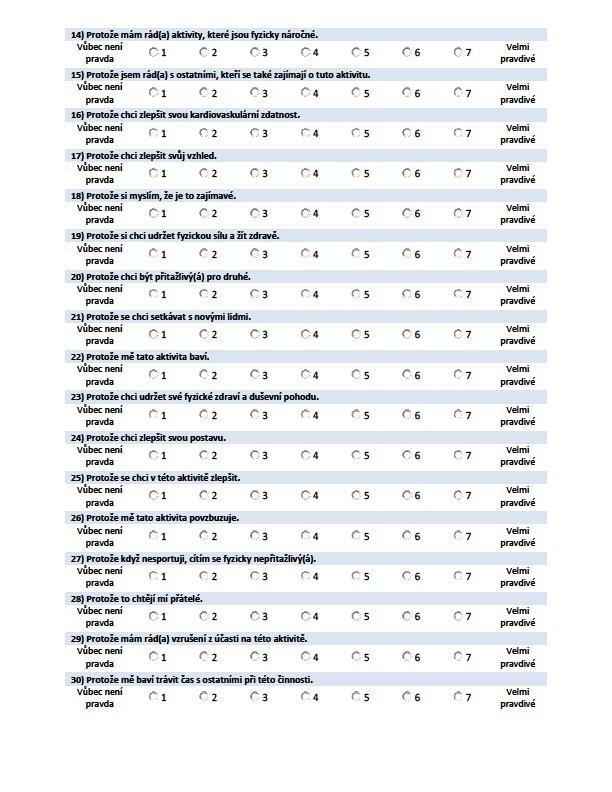 14) Protože mám rád(a) aktivity, které jsou fyzicky náročné.
Vůbec není pravda 1 2 3 4 5 6 7 Velmi pravdivé
15) Protože jsem rád(a) s ostatními, kteří se také zajímají o tuto aktivitu.
Vůbec není pravda 1 2 3 4 5 6 7 Velmi pravdivé
16) Protože chci zlepšit svou kardiovaskulární zdatnost.
Vůbec není pravda 1 2 3 4 5 6 7 Velmi pravdivé
17) Protože chci zlepšit svůj vzhled.
Vůbec není pravda 1 2 3 4 5 6 7 Velmi pravdivé
18) Protože si myslím, že je to zajímavé.
Vůbec není pravda 1 2 3 4 5 6 7 Velmi pravdivé
19) Protože si chci udržet fyzickou sílu a žít zdravě.
Vůbec není pravda 1 2 3 4 5 6 7 Velmi pravdivé
20) Protože chci být přitažlivý(á) pro druhé.
Vůbec není pravda 1 2 3 4 5 6 7 Velmi pravdivé
21) Protože se chci setkávat s novými lidmi.
Vůbec není pravda 1 2 3 4 5 6 7 Velmi pravdivé
22) Protože mě tato aktivita baví.
Vůbec není pravda 1 2 3 4 5 6 7 Velmi pravdivé
23) Protože chci udržet své fyzické zdraví a duševní pohodu.
Vůbec není pravda 1 2 3 4 5 6 7 Velmi pravdivé
24) Protože chci zlepšit svou postavu.
Vůbec není pravda 1 2 3 4 5 6 7 Velmi pravdivé
25) Protože se chci v této aktivitě zlepšit.
Vůbec není pravda 1 2 3 4 5 6 7 Velmi pravdivé
26) Protože mě tato aktivita povzbuzuje.
Vůbec není pravda 1 2 3 4 5 6 7 Velmi pravdivé
27) Protože když nesportuji, cítím se fyzicky nepřitažlivý(á).
Vůbec není pravda 1 2 3 4 5 6 7 Velmi pravdivé
28) Protože to chtějí mí přátelé.
Vůbec není pravda 1 2 3 4 5 6 7 Velmi pravdivé
29) Protože mám rád(a) vzrušení z účasti na této aktivitě.
Vůbec není pravda 1 2 3 4 5 6 7 Velmi pravdivé
30) Protože mě baví trávit čas s ostatními při této činnosti.
Vůbec není pravda 1 2 3 4 5 6 7 Velmi pravdivé